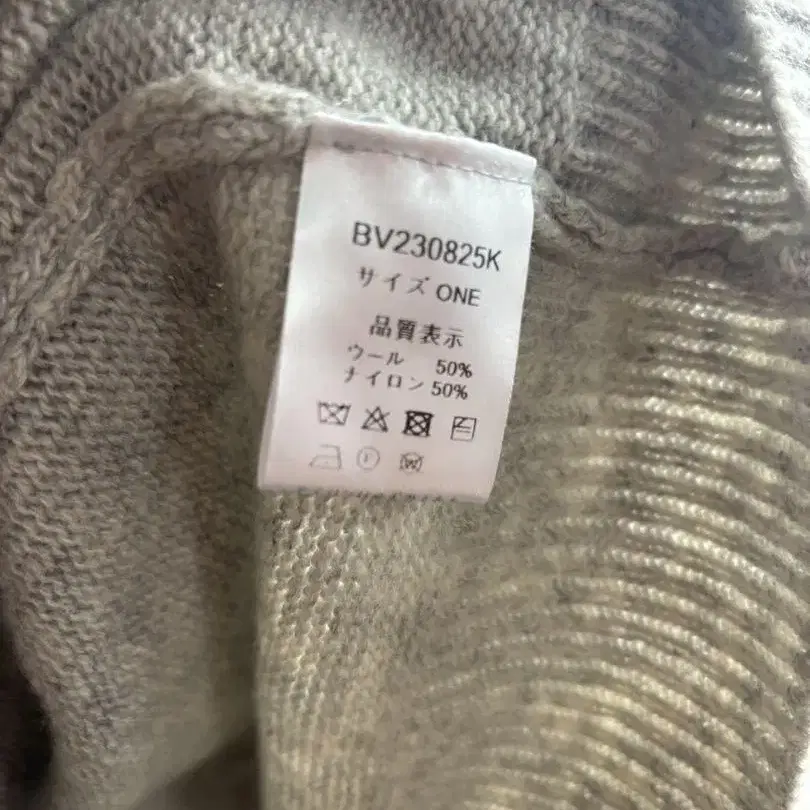 BV230825K
サイズ ONE
品質表示
ウール 50%
ナイロン 50%